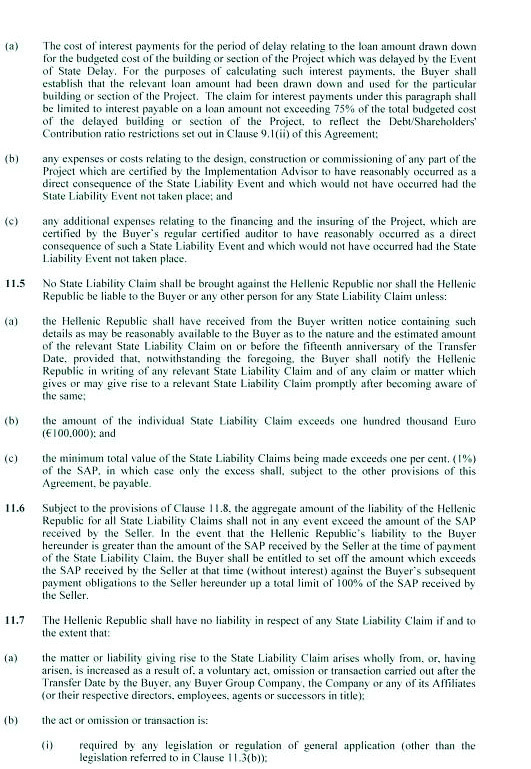 (a) The cost of interest payments for the period of delay relating to the loan amount drawn down
for the budgeted cost of the building or section of the Project which was delayed by the Event
of State Delay. For the purposes of calculating such interest payments, the Buyer shall
establish that the relevant loan amount had been drawn down and used for the particular
building or section of the Project. The claim for interest payments under this paragraph shall
be limited to interest payable on a loan amount not exceeding 75% of the total budgeted cost
of the delayed building or section of the Project, to reflect the Debt/Shareholders'
Contribution ratio restrictions set out in Clause 9.1(ii) of this Agreement;
(b) any expenses or costs relating to the design, construction or commissioning of any part of the
Project which are certified by the Implementation Advisor to have reasonably occurred as a
direct consequence of the State Liability Event and which would not have occurred had the
State Liability Event not taken place; and
(c) any additional expenses relating to the financing and the insuring of the Project, which are
certified by the Buyer's regular certified auditor to have reasonably occurred as a direct
consequence of such a State Liability Event and which would not have occurred had the State
Liability Event not taken place.
11.5 No State Liability Claim shall be brought against the Hellenic Republic nor shall the Hellenic
Republic be liable to the Buyer or any other person for any State Liability Claim unless:
(a) the Hellenic Republic shall have received from the Buyer written notice containing such
details as may be reasonably available to the Buyer as to the nature and the estimated amount
of the relevant State Liability Claim on or before the fifteenth anniversary of the Transfer
Date, provided that, notwithstanding the foregoing, the Buyer shall notify the Hellenic
Republic in writing of any relevant State Liability Claim and of any claim or matter which
gives or may give rise to a relevant State Liability Claim promptly after becoming aware of
the same;
(b) the amount of the individual State Liability Claim exceeds one hundred thousand Euro
(€100,000); and
(c) the minimum total value of the State Liability Claims being made exceeds one per cent. (1%)
of the SAP, in which case only the excess shall, subject to the other provisions of this
Agreement, be payable.
11.6 Subject to the provisions of Clause 11.8, the aggregate amount of the liability of the Hellenic
Republic for all State Liability Claims shall not in any event exceed the amount of the SAP
received by the Seller. In the event that the Hellenic Republic's liability to the Buyer
hereunder is greater than the amount of the SAP received by the Seller at the time of payment
of the State Liability Claim, the Buyer shall be entitled to set off the amount which exceeds
the SAP received by the Seller at that time (without interest) against the Buyer's subsequent
payment obligations to the Seller hereunder up a total limit of 100% of the SAP received by
the Seller.
11.7 The Hellenic Republic shall have no liability in respect of any State Liability Claim if and to
the extent that:
(a) the matter or liability giving rise to the State Liability Claim arises wholly from, or, having
arisen, is increased as a result of, a voluntary act, omission or transaction carried out after the
Transfer Date by the Buyer, any Buyer Group Company, the Company or any of its Affiliates
(or their respective directors, employees, agents or successors in title);
(b) the act or omission or transaction is:
(i) required by any legislation or regulation of general application (other than the
legislation referred to in Clause 11.3(b));